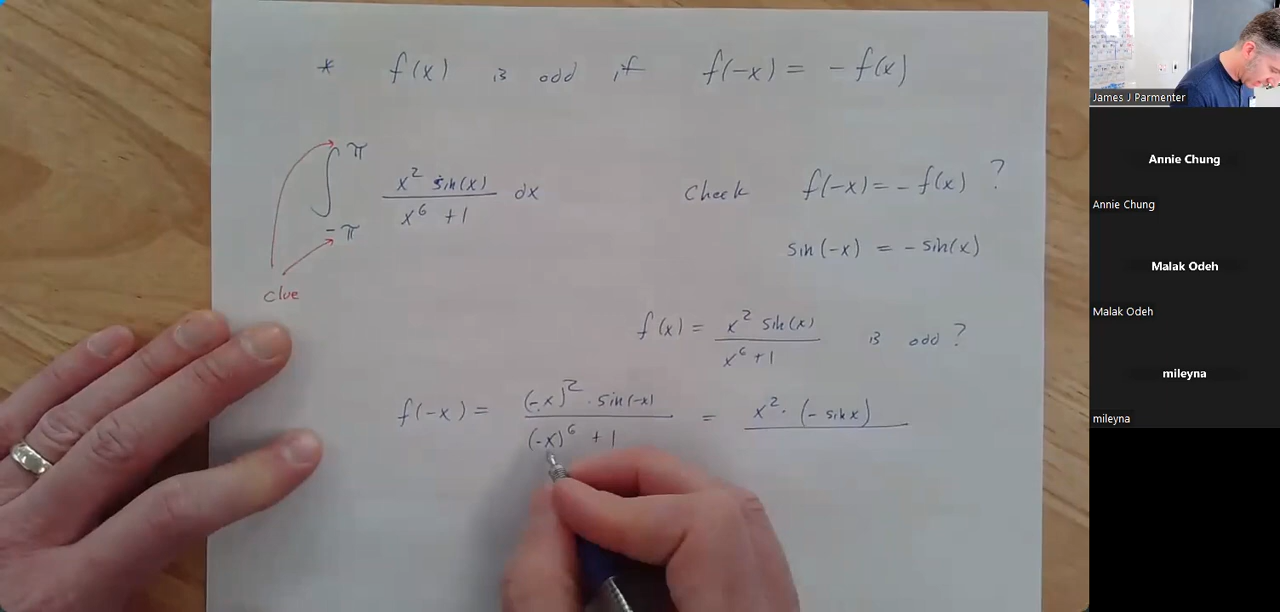 * f(x) is odd if f(-x) = - f(x)
∫ π -π x² sin(x) / x⁶ +1 dx
clue
Check f(-x) = - f(x) ?
sin(-x) = - sin(x)
f(x) = x² sin(x) / x⁶ +1 is odd ?
f(-x) = (-x)² · sin(-x) / (-x)⁶ + 1 = x² · (- sin x)
James J Parmenter
Annie Chung
Annie Chung
Malak Odeh
Malak Odeh
mileyna
mileyna